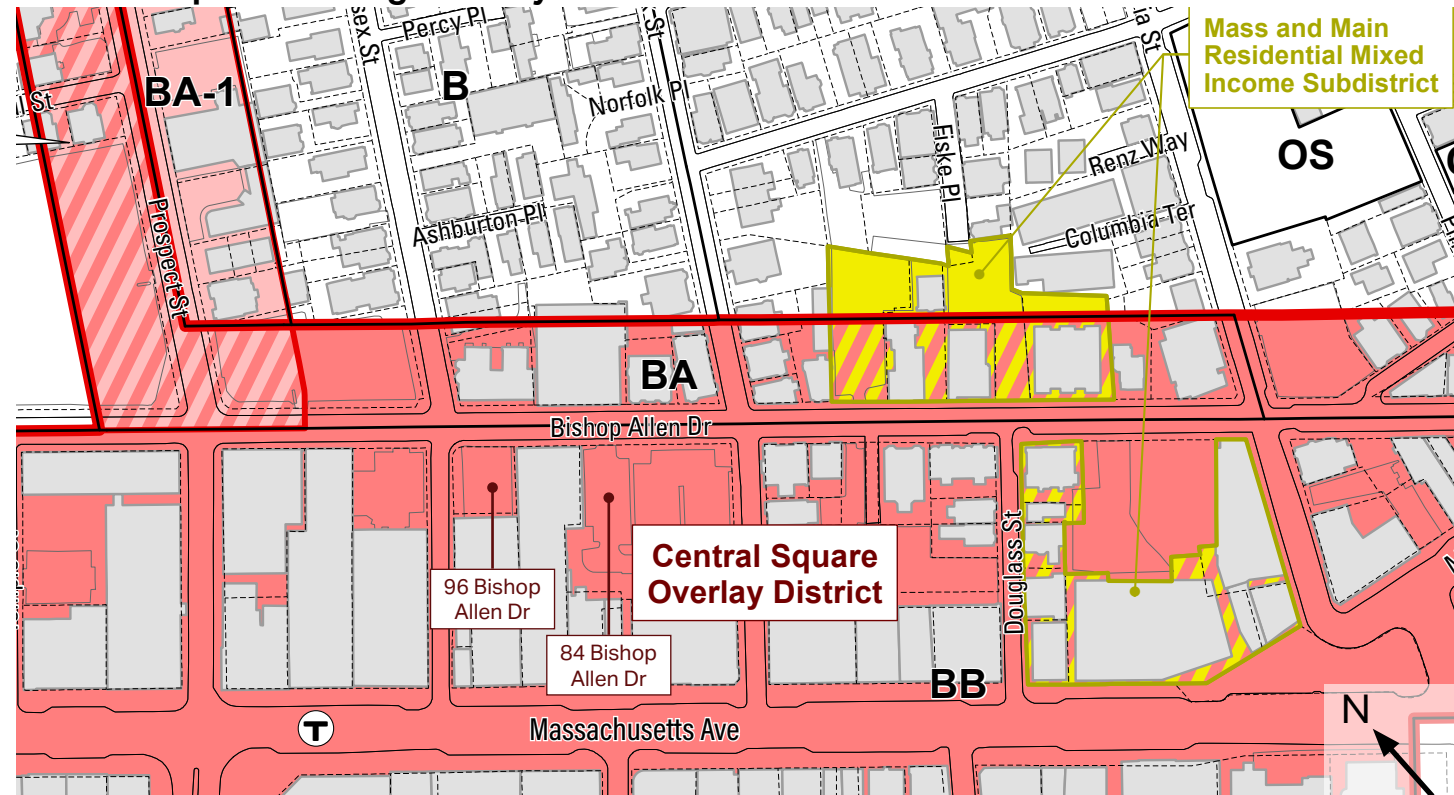 Percy Pl
BA-1
B
Norfolk Pl
Mass and Main
Residential Mixed
Income Subdistrict
OS
Fiske Pl
Renz Way
Columbia Ter
Ashburton Pl
Prospect St
BA
Bishop Allen Dr
96 Bishop
Allen Dr
84 Bishop
Allen Dr
Central Square
Overlay District
Douglass St
BB
Massachusetts Ave
T
N